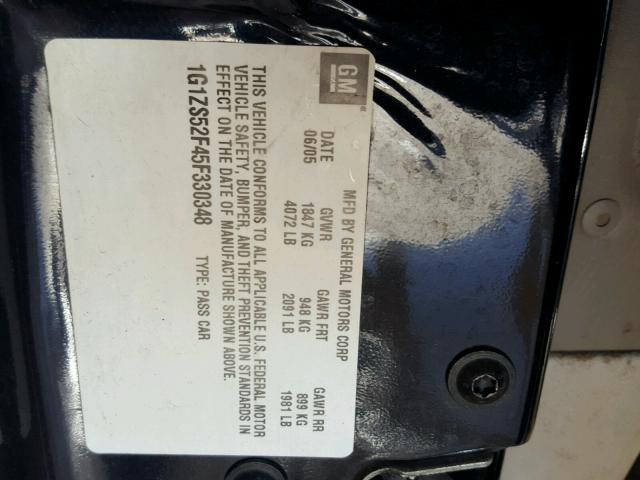 GM
MFD BY GENERAL MOTORS CORP
DATE GVWR GAWR FRT GAWR RR
06/05 1847 KG 948 KG 899 KG
4072 LB 2091 LB 1981 LB
THIS VEHICLE CONFORMS TO ALL APPLICABLE U.S. FEDERAL MOTOR
VEHICLE SAFETY, BUMPER, AND THEFT PREVENTION STANDARDS IN
EFFECT ON THE DATE OF MANUFACTURE SHOWN ABOVE.
1G1ZS52F45F330348 TYPE: PASS CAR